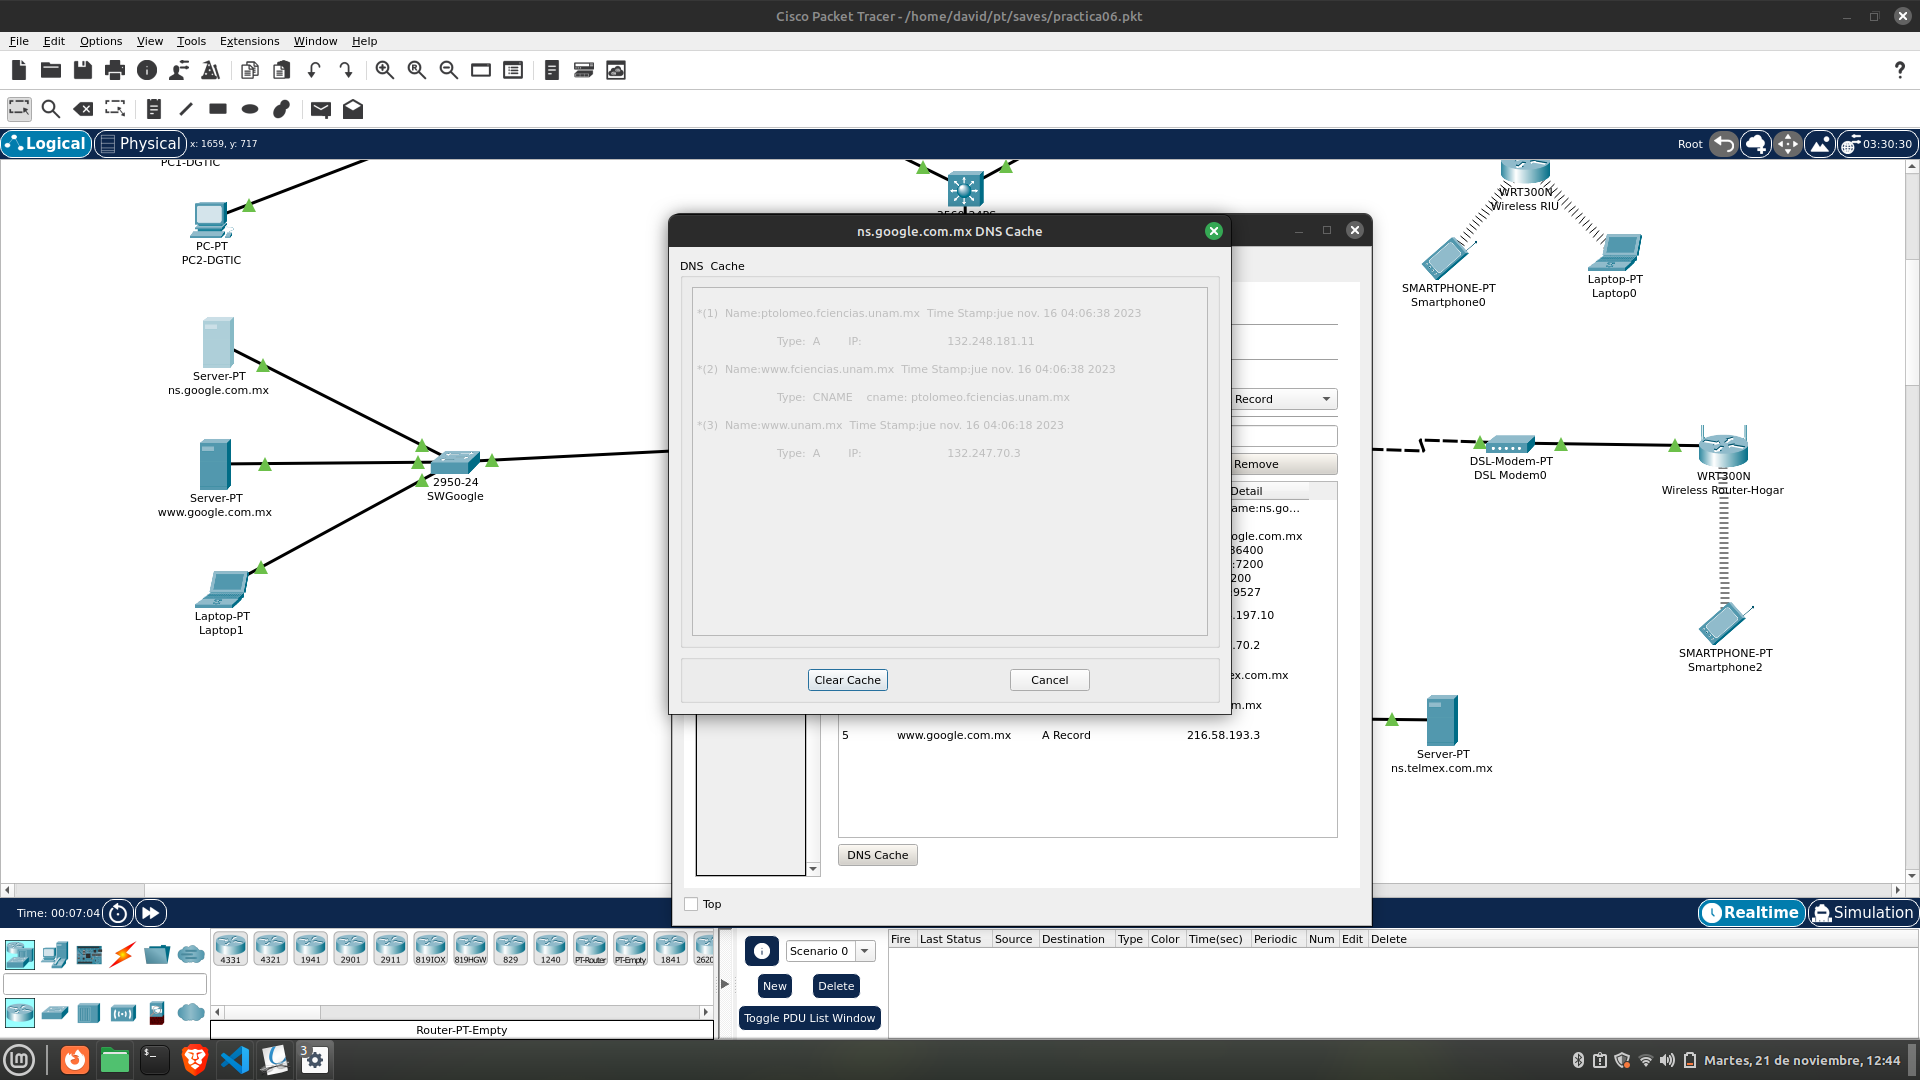 Cisco Packet Tracer - /home/david/pt/saves/practica06.pkt
File Edit Options View Tools Extensions Window Help
?
Logical
Physical
x: 1659, y: 717
Root
03:30:30
PC1-DGTIC
PC-PT
PC2-DGTIC
Server-PT
ns.google.com.mx
Server-PT
www.google.com.mx
2950-24
SWGoogle
Laptop-PT
Laptop1
WRT300N
Wireless RIU
SMARTPHONE-PT
Smartphone0
Laptop-PT
Laptop0
DSL-Modem-PT
DSL Modem0
WRT300N
Wireless Router-Hogar
SMARTPHONE-PT
Smartphone2
Server-PT
ns.telmex.com.mx
ns.google.com.mx DNS Cache
DNS Cache
*(1) Name:ptolomeo.fciencias.unam.mx Time Stamp:jue nov. 16 04:06:38 2023
Type: A IP: 132.248.181.11
*(2) Name:www.fciencias.unam.mx Time Stamp:jue nov. 16 04:06:38 2023
Type: CNAME cname: ptolomeo.fciencias.unam.mx
*(3) Name:www.unam.mx Time Stamp:jue nov. 16 04:06:18 2023
Type: A IP: 132.247.70.3
Clear Cache
Cancel
Record
Remove
Detail
ame:ns.go...
ogle.com.mx
36400
:7200
200
9527
.197.10
.70.2
ex.com.mx
m.mx
5 www.google.com.mx A Record 216.58.193.3
DNS Cache
Top
Time: 00:07:04
Realtime
Simulation
4331 4321 1941 2901 2911 819IOX 819HGW 829 1240 PT-Router PT-Empty 1841 2620
Router-PT-Empty
Scenario 0
New
Delete
Toggle PDU List Window
Fire Last Status Source Destination Type Color Time(sec) Periodic Num Edit Delete
3
Martes, 21 de noviembre, 12:44